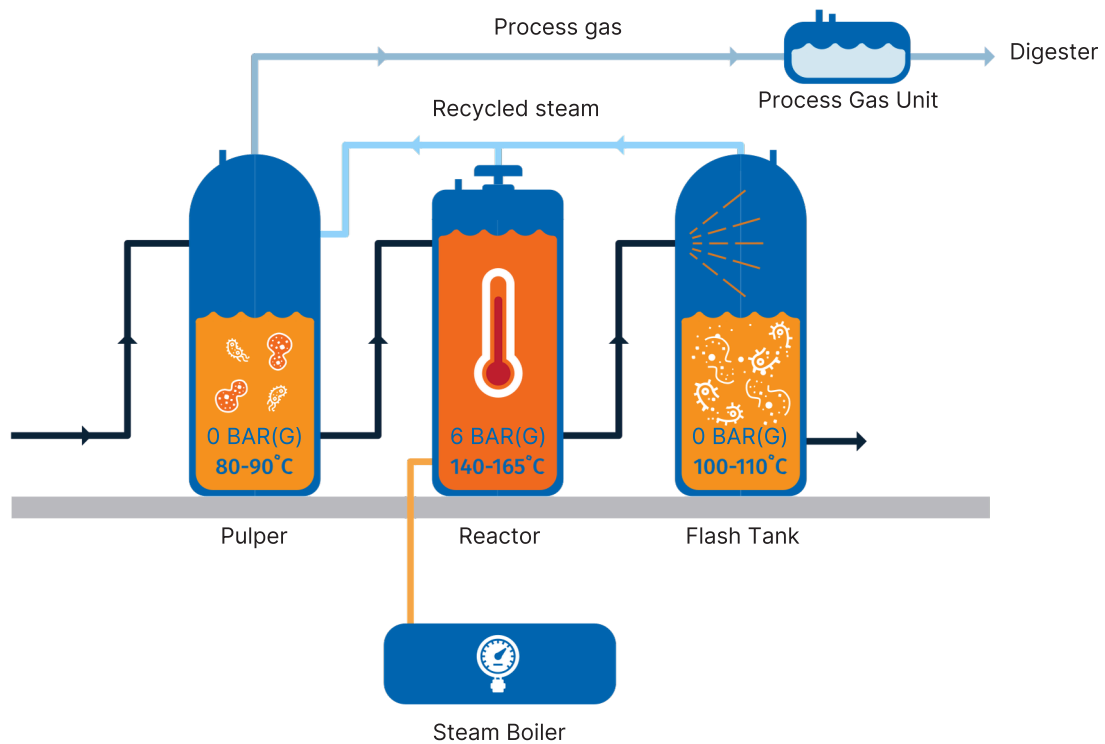 Process gas
Digester
Process Gas Unit
Recycled steam
0 BAR(G)
80-90°C
6 BAR(G)
140-165°C
0 BAR(G)
100-110°C
Pulper
Reactor
Flash Tank
Steam Boiler